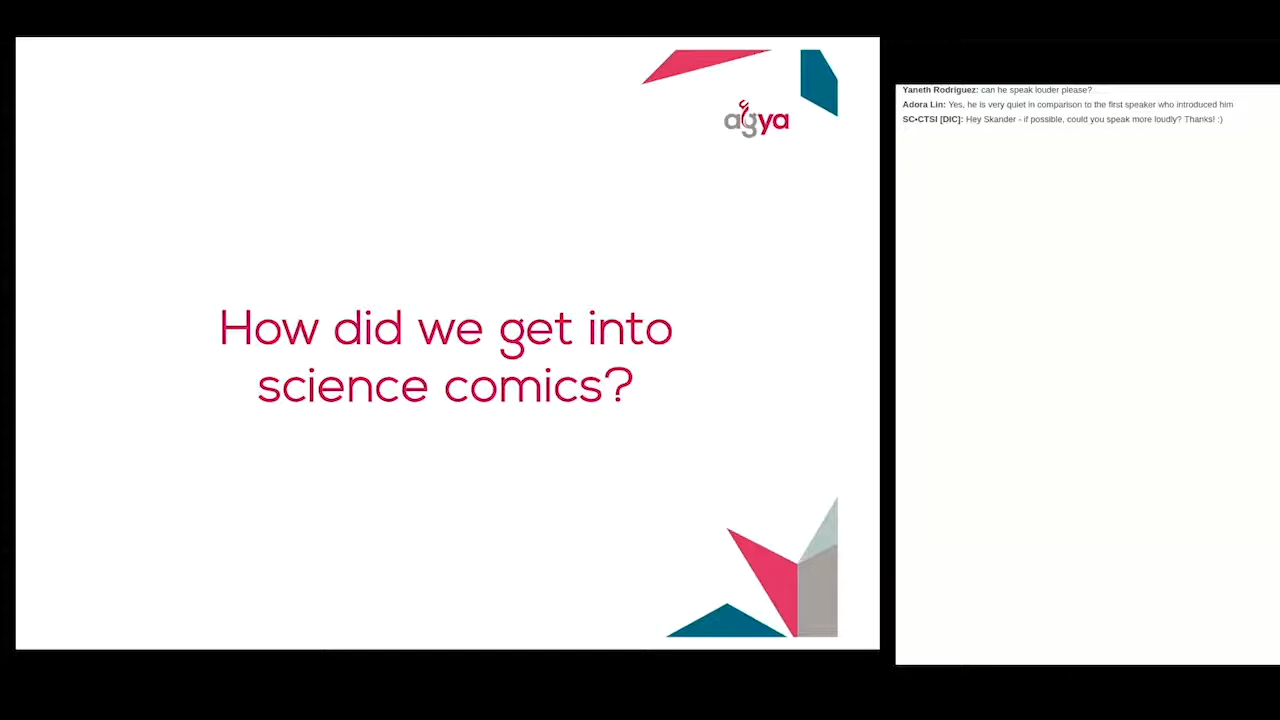 agya
How did we get into
science comics?
Yaneth Rodriguez: can he speak louder please?
Adora Lin: Yes, he is very quiet in comparison to the first speaker who introduced him
SC•CTSI [DIC]: Hey Skander - if possible, could you speak more loudly? Thanks! :)